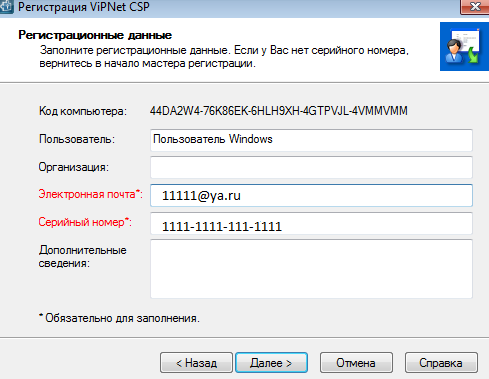 Регистрация ViPNet CSP
Регистрационные данные
Заполните регистрационные данные. Если у Вас нет серийного номера,
вернитесь в начало мастера регистрации.
Код компьютера: 44DA2W4-76K86EK-6HLH9XH-4GTPVJL-4VMMVMM
Пользователь: Пользователь Windows
Организация:
Электронная почта*: 11111@ya.ru
Серийный номер*: 1111-1111-111-1111
Дополнительные
сведения:
* Обязательно для заполнения.
< Назад Далее > Отмена Справка